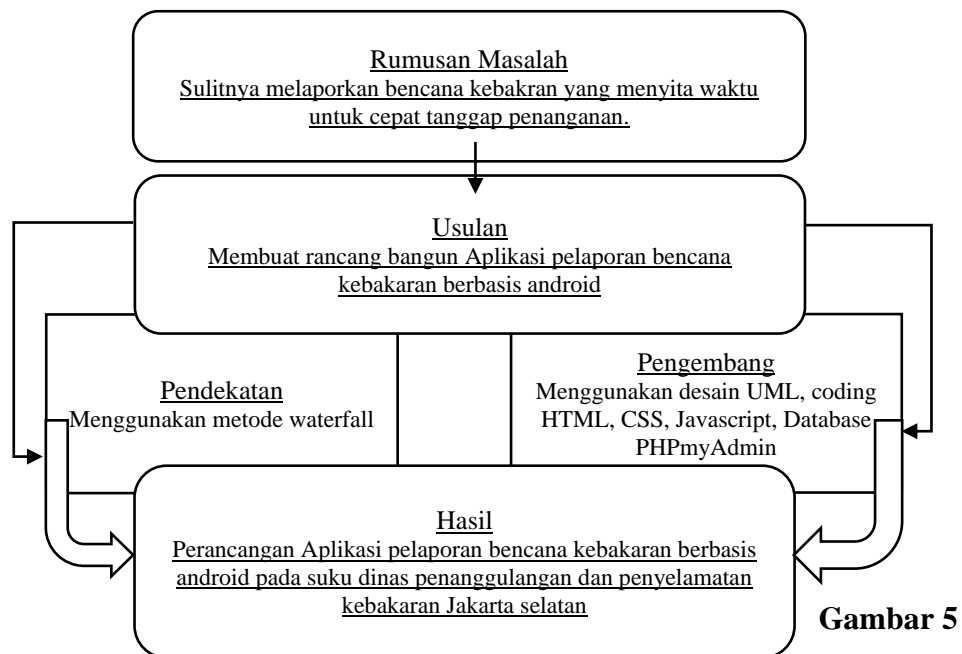 Rumusan Masalah
Sulitnya melaporkan bencana kebakran yang menyita waktu
untuk cepat tanggap penanganan.
Usulan
Membuat rancang bangun Aplikasi pelaporan bencana
kebakaran berbasis android
Pendekatan
Menggunakan metode waterfall
Pengembang
Menggunakan desain UML, coding
HTML, CSS, Javascript, Database
PHPmyAdmin
Hasil
Perancangan Aplikasi pelaporan bencana kebakaran berbasis
android pada suku dinas penanggulangan dan penyelamatan
kebakaran Jakarta selatan
Gambar 5